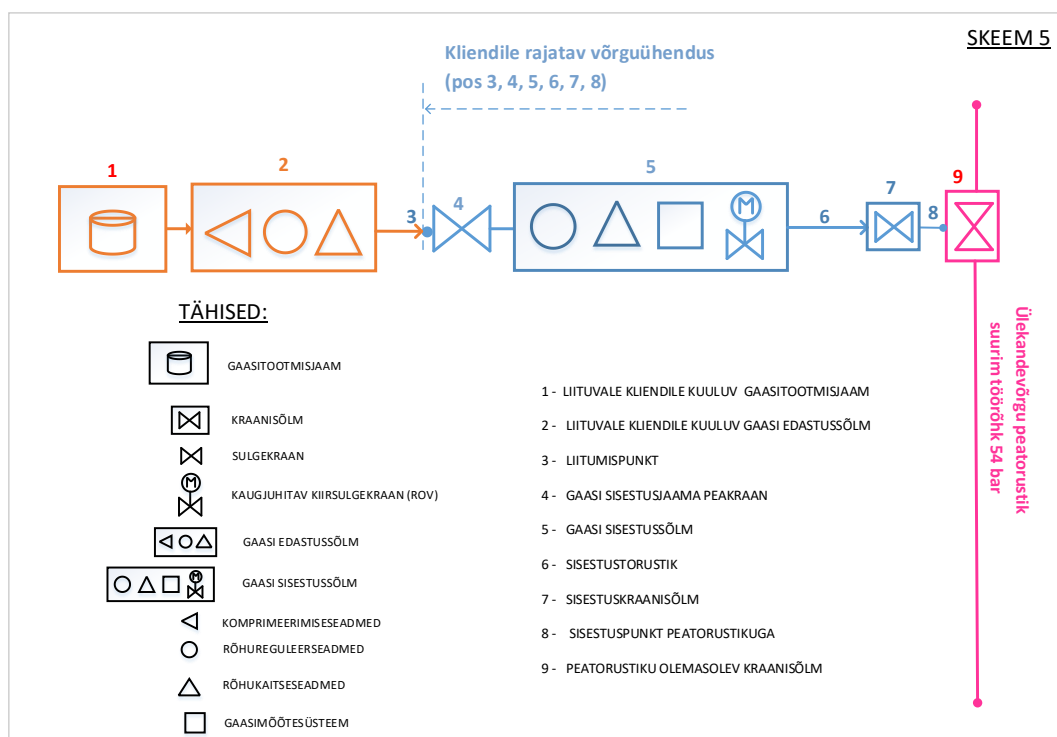 SKEEM 5
Kliendile rajatav võrguühendus
(pos 3, 4, 5, 6, 7, 8)
1
2
3
4
5
6
7
8
9
M
Ülekandevõrgu peatorustik
suurim töörõhk 54 bar
TÄHISED:
GAASITOOTMISJAAM
KRAANISÕLM
SULGEKRAAN
M
KAUGJUHITAV KIIRSULGEKRAAN (ROV)
GAASI EDASTUSSÕLM
M
GAASI SISESTUSSÕLM
KOMPRIMEERIMISESEADMED
RÕHUREGULEERSEADMED
RÕHUKAITSESEADMED
GAASIMÕÕTESÜSTEEM
1 - LIITUVALE KLIENDILE KUULUV GAASITOOTMISJAAM
2 - LIITUVALE KLIENDILE KUULUV GAASI EDASTUSSÕLM
3 - LIITUMISPUNKT
4 - GAASI SISESTUSJAAMA PEAKRAAN
5 - GAASI SISESTUSSÕLM
6 - SISESTUSTORUSTIK
7 - SISESTUSKRAANISÕLM
8 - SISESTUSPUNKT PEATORUSTIKUGA
9 - PEATORUSTIKU OLEMASOLEV KRAANISÕLM